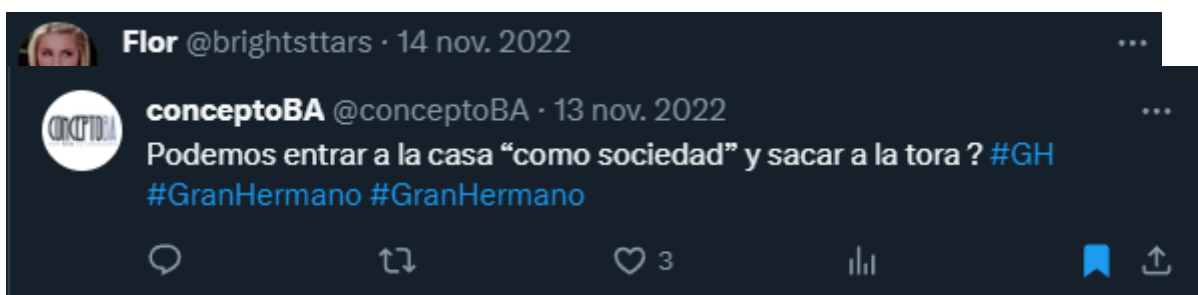 Flor @brightsttars · 14 nov. 2022
conceptoBA @conceptoBA · 13 nov. 2022
CONCEPTOBA
Podemos entrar a la casa “como sociedad” y sacar a la tora ? #GH
#GranHermano #GranHermano
3